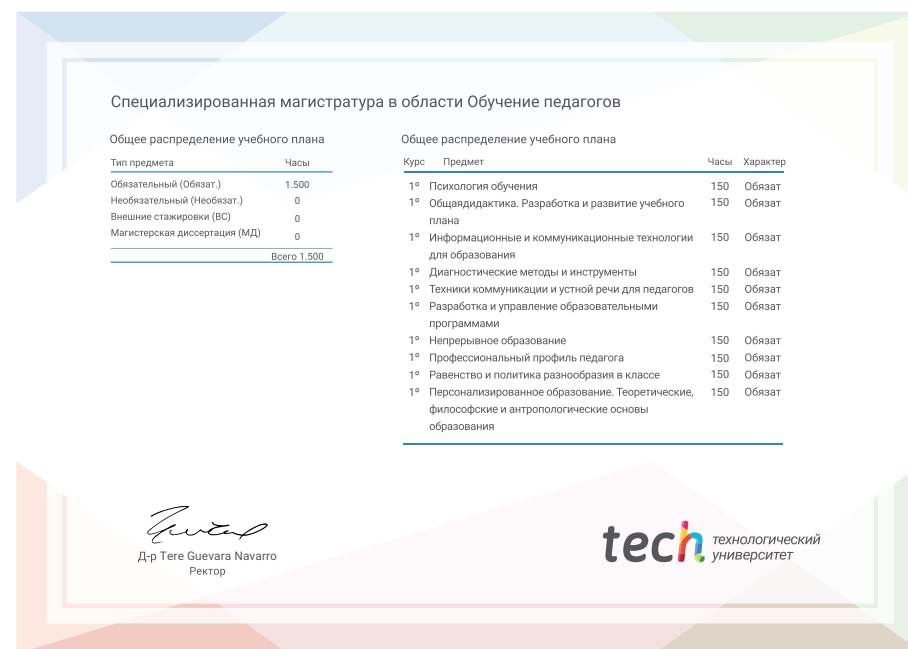 Специализированная магистратура в области Обучение педагогов
Общее распределение учебного плана
Тип предмета Часы
Обязательный (Обязат.) 1.500
Необязательный (Необязат.) 0
Внешние стажировки (ВС) 0
Магистерская диссертация (МД) 0
Всего 1.500
Общее распределение учебного плана
Курс Предмет Часы Характер
1º Психология обучения 150 Обязат
1º Общаядидактика. Разработка и развитие учебного 150 Обязат
плана
1º Информационные и коммуникационные технологии 150 Обязат
для образования
1º Диагностические методы и инструменты 150 Обязат
1º Техники коммуникации и устной речи для педагогов 150 Обязат
1º Разработка и управление образовательными 150 Обязат
программами
1º Непрерывное образование 150 Обязат
1º Профессиональный профиль педагога 150 Обязат
1º Равенство и политика разнообразия в классе 150 Обязат
1º Персонализированное образование. Теоретические, 150 Обязат
философские и антропологические основы
образования
Д-р Tere Guevara Navarro
Ректор
tech технологический
университет